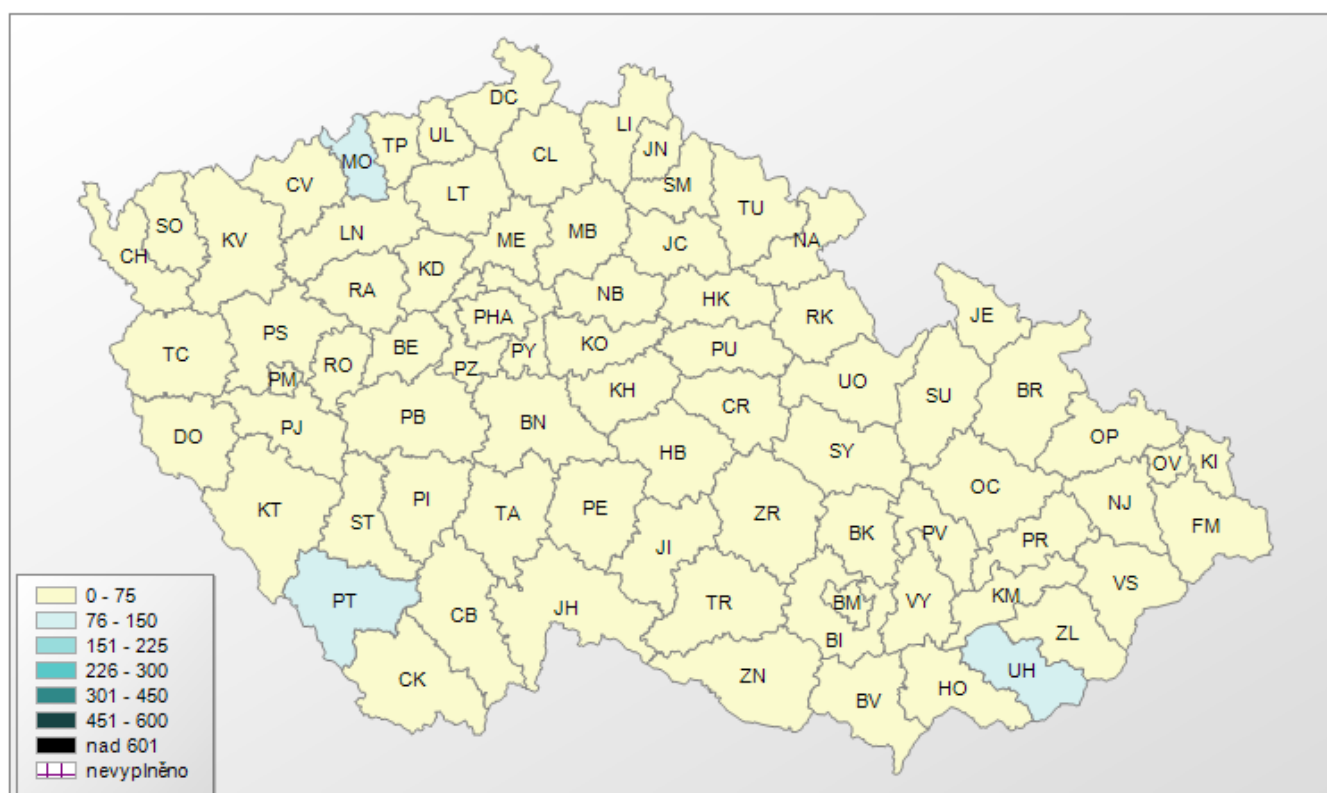 DC
LI
UL
TP
JN
CL
MO
SM
CV
LT
TU
SO
MB
LN
ME
KV
JC
NA
CH
KD
RA
NB
HK
PHA
RK
JE
PS
BE
PY
KO
PU
TC
RO
PZ
PM
UO
KH
SU
BR
CR
PB
BN
PJ
DO
OP
HB
SY
OV
KI
OC
PI
NJ
KT
TA
PE
ZR
ST
FM
BK
PV
PR
JI
VS
KM
PT
JH
TR
BM
VY
CB
ZL
BI
UH
CK
ZN
HO
BV
0 - 75
76 - 150
151 - 225
226 - 300
301 - 450
451 - 600
nad 601
nevyplněno